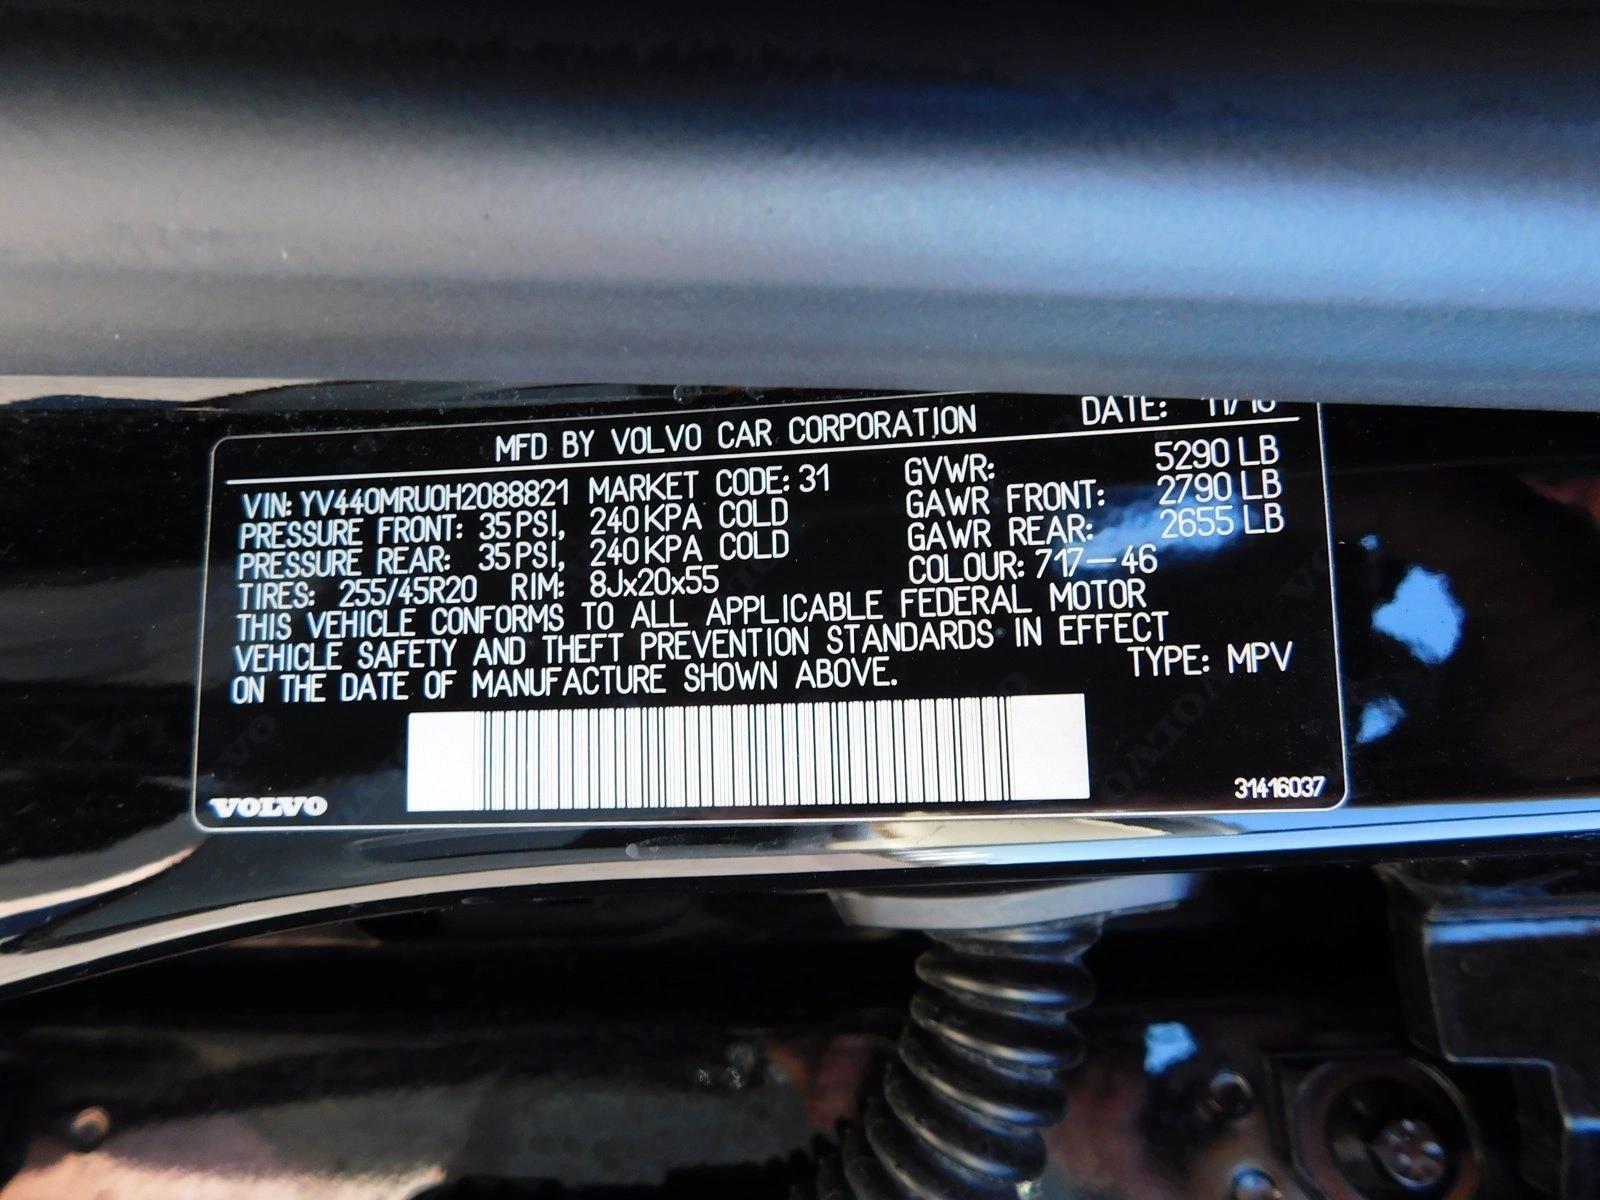 MFD BY VOLVO CAR CORPORATION DATE: 11/16
VIN: YV440MRU0H2088821 MARKET CODE: 31 GVWR: 5290 LB
PRESSURE FRONT: 35 PSI, 240 KPA COLD GAWR FRONT: 2790 LB
PRESSURE REAR: 35 PSI, 240 KPA COLD GAWR REAR: 2655 LB
TIRES: 255/45R20 RIM: 8Jx20x55 COLOUR: 717-46
THIS VEHICLE CONFORMS TO ALL APPLICABLE FEDERAL MOTOR
VEHICLE SAFETY AND THEFT PREVENTION STANDARDS IN EFFECT
ON THE DATE OF MANUFACTURE SHOWN ABOVE. TYPE: MPV
VOLVO 31416037